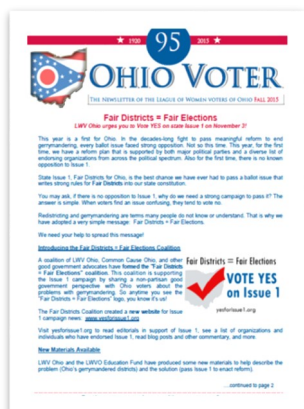 ★ 1920 95 2015 ★
OHIO VOTER
THE NEWSLETTER OF THE LEAGUE OF WOMEN VOTERS OF OHIO FALL 2015
Fair Districts = Fair Elections
LWV Ohio urges you to Vote YES on state Issue 1 on November 3!
This year is a first for Ohio. In the decades-long fight to pass meaningful reform to end
gerrymandering, every ballot issue faced strong opposition. Not so this time. This year, for the first
time, we have a reform plan that is supported by both major political parties and a diverse list of
endorsing organizations from across the political spectrum. Also for the first time, there is no known
opposition to Issue 1.
State Issue 1, Fair Districts for Ohio, is the best chance we have ever had to pass a ballot issue that
writes strong rules for Fair Districts into our state constitution.
You may ask, if there is no opposition to Issue 1, why do we need a strong campaign to pass it? The
answer is simple. When voters find an issue confusing, they tend to vote no.
Redistricting and gerrymandering are terms many people do not know or understand. That is why we
have adopted a very simple message: Fair Districts = Fair Elections.
We need your help to spread this message!
Introducing the Fair Districts = Fair Elections Coalition
A coalition of LWV Ohio, Common Cause Ohio, and other
good government advocates have formed the "Fair Districts
= Fair Elections" coalition. This coalition is supporting
the Issue 1 campaign by sharing a non-partisan good
government perspective with Ohio voters about the
problems with gerrymandering. So anytime you see the
"Fair Districts = Fair Elections" logo, you know it's us!
Fair Districts = Fair Elections
VOTE YES
on Issue 1
yesforissue1.org
The Fair Districts Coalition created a new website for Issue
1 campaign news: www.yesforissue1.org
Visit yesforissue1.org to read editorials in support of Issue 1, see a list of organizations and
individuals who have endorsed Issue 1, read blog posts and other commentary, and more.
New Materials Available
LWV Ohio and the LWVO Education Fund have produced some new materials to help describe the
problem (Ohio's gerrymandered districts) and the solution (pass Issue 1 to enact reform).
...continued to page 2